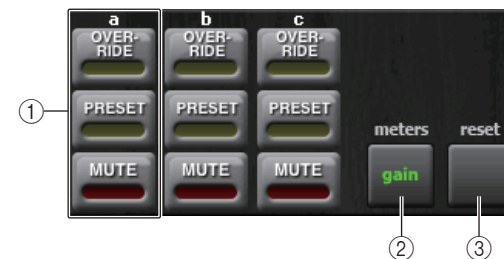 a b c
OVER-
RIDE
OVER-
RIDE
OVER-
RIDE
PRESET PRESET PRESET
MUTE MUTE MUTE
meters reset
gain
① ② ③